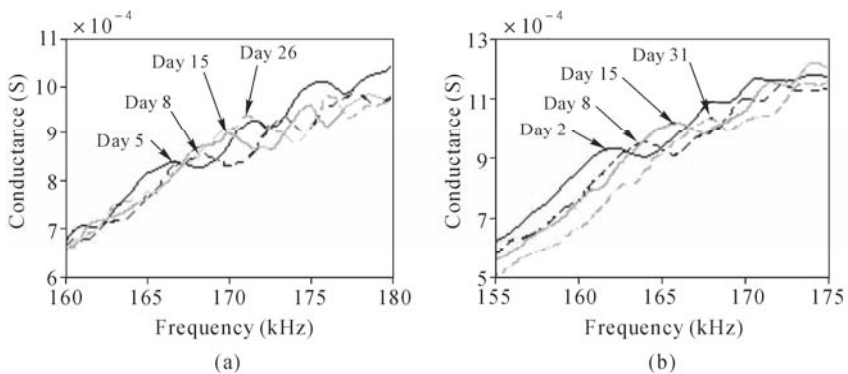 ×10⁻⁴
11
10
9
8
7
6
160
165
170
175
180
Conductance (S)
Frequency (kHz)
Day 5
Day 8
Day 15
Day 26
(a)
×10⁻⁴
13
11
9
7
5
155
160
165
170
175
Conductance (S)
Frequency (kHz)
Day 2
Day 8
Day 15
Day 31
(b)